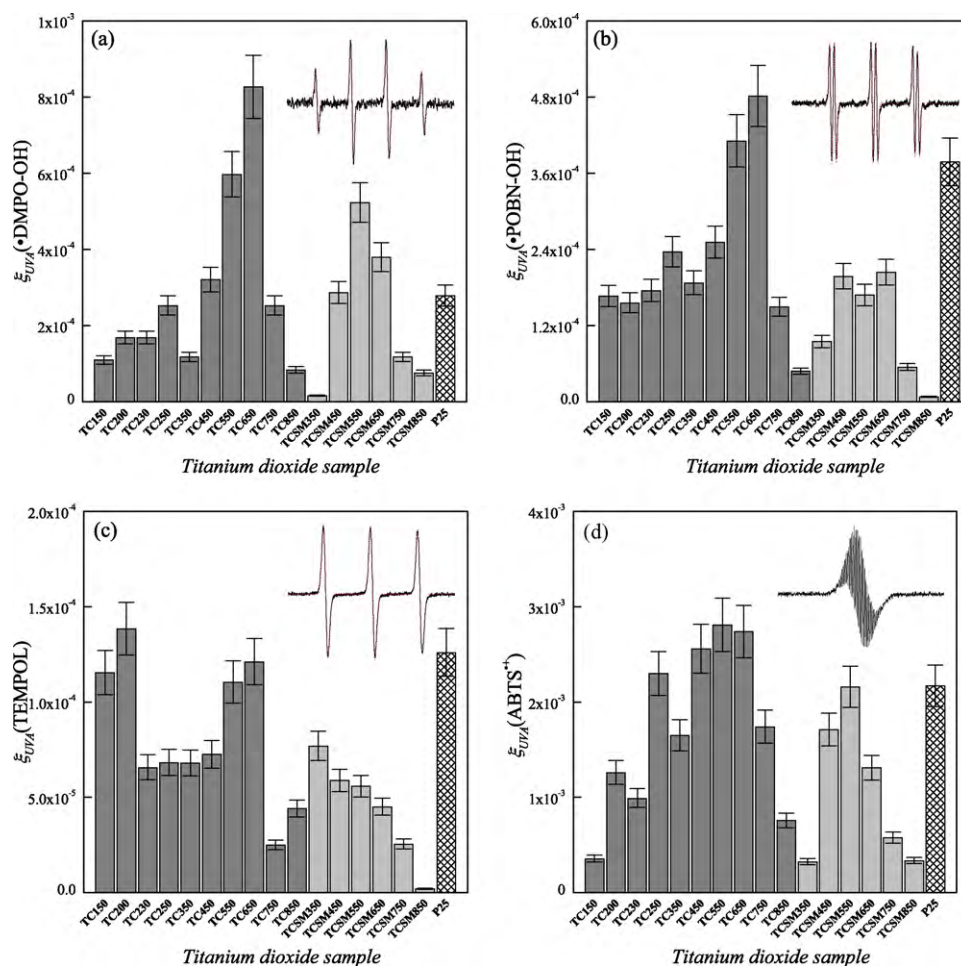 (a)
1x10⁻³
8x10⁻⁴
6x10⁻⁴
4x10⁻⁴
2x10⁻⁴
0
ξUVA(•DMPO-OH)
TC150 TC200 TC230 TC250 TC350 TC450 TC550 TC650 TC750 TC850 TCSM350 TCSM450 TCSM550 TCSM650 TCSM750 TCSM850 P25
Titanium dioxide sample
(b)
6.0x10⁻⁴
4.8x10⁻⁴
3.6x10⁻⁴
2.4x10⁻⁴
1.2x10⁻⁴
0.0
ξUVA(•POBN-OH)
TC150 TC200 TC230 TC250 TC350 TC450 TC550 TC650 TC750 TC850 TCSM350 TCSM450 TCSM550 TCSM650 TCSM750 TCSM850 P25
Titanium dioxide sample
(c)
2.0x10⁻⁴
1.5x10⁻⁴
1.0x10⁻⁴
5.0x10⁻⁵
0.0
ξUVA(TEMPOL)
TC150 TC200 TC230 TC250 TC350 TC450 TC550 TC650 TC750 TC850 TCSM350 TCSM450 TCSM550 TCSM650 TCSM750 TCSM850 P25
Titanium dioxide sample
(d)
4x10⁻³
3x10⁻³
2x10⁻³
1x10⁻³
0
ξUVA(ABTS•⁺)
TC150 TC200 TC230 TC250 TC350 TC450 TC550 TC650 TC750 TC850 TCSM350 TCSM450 TCSM550 TCSM650 TCSM750 TCSM850 P25
Titanium dioxide sample